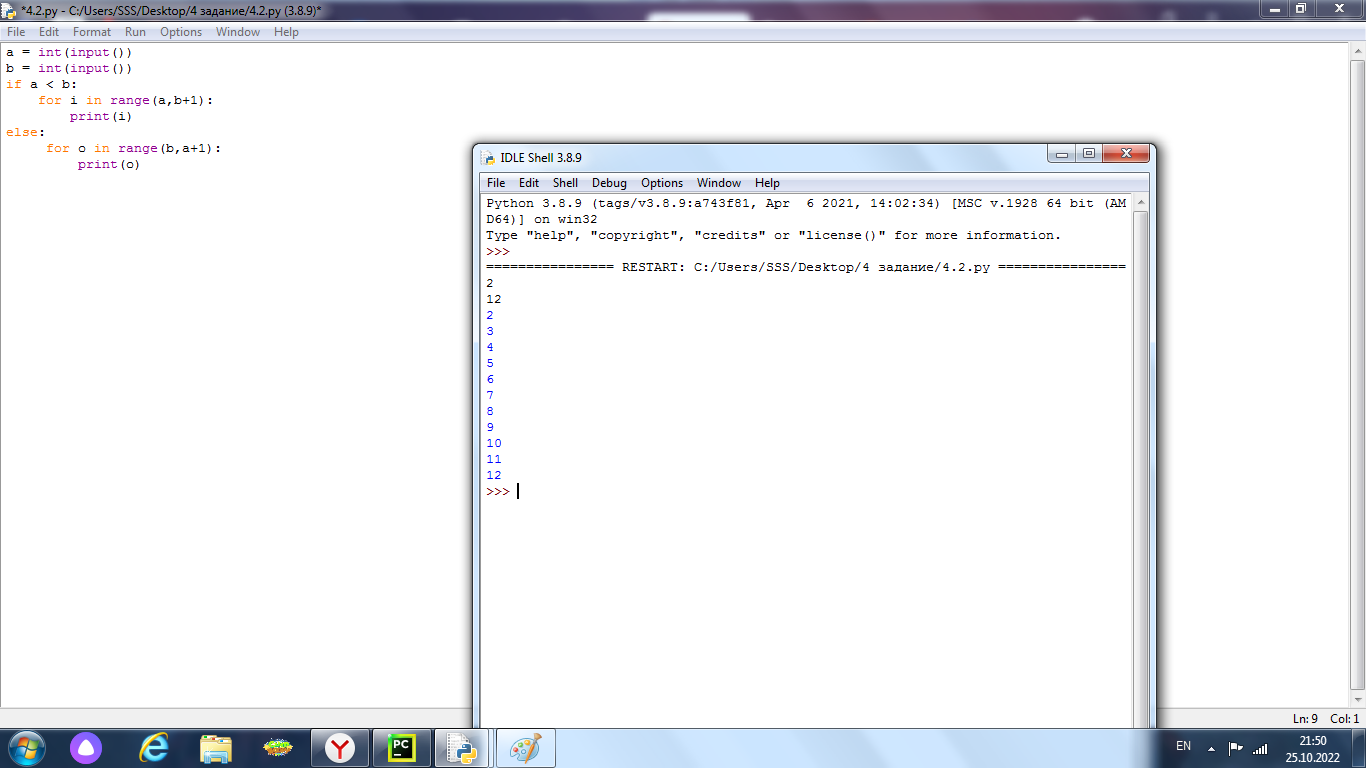 *4.2.py - C:/Users/SSS/Desktop/4 задание/4.2.py (3.8.9)*
File Edit Format Run Options Window Help
a = int(input())
b = int(input())
if a < b:
    for i in range(a,b+1):
        print(i)
else:
     for o in range(b,a+1):
         print(o)
IDLE Shell 3.8.9
File Edit Shell Debug Options Window Help
Python 3.8.9 (tags/v3.8.9:a743f81, Apr  6 2021, 14:02:34) [MSC v.1928 64 bit (AM
D64)] on win32
Type "help", "copyright", "credits" or "license()" for more information.
>>>
================ RESTART: C:/Users/SSS/Desktop/4 задание/4.2.py ================
2
12
2
3
4
5
6
7
8
9
10
11
12
>>>
Ln: 9 Col: 1
PC
EN
21:50
25.10.2022